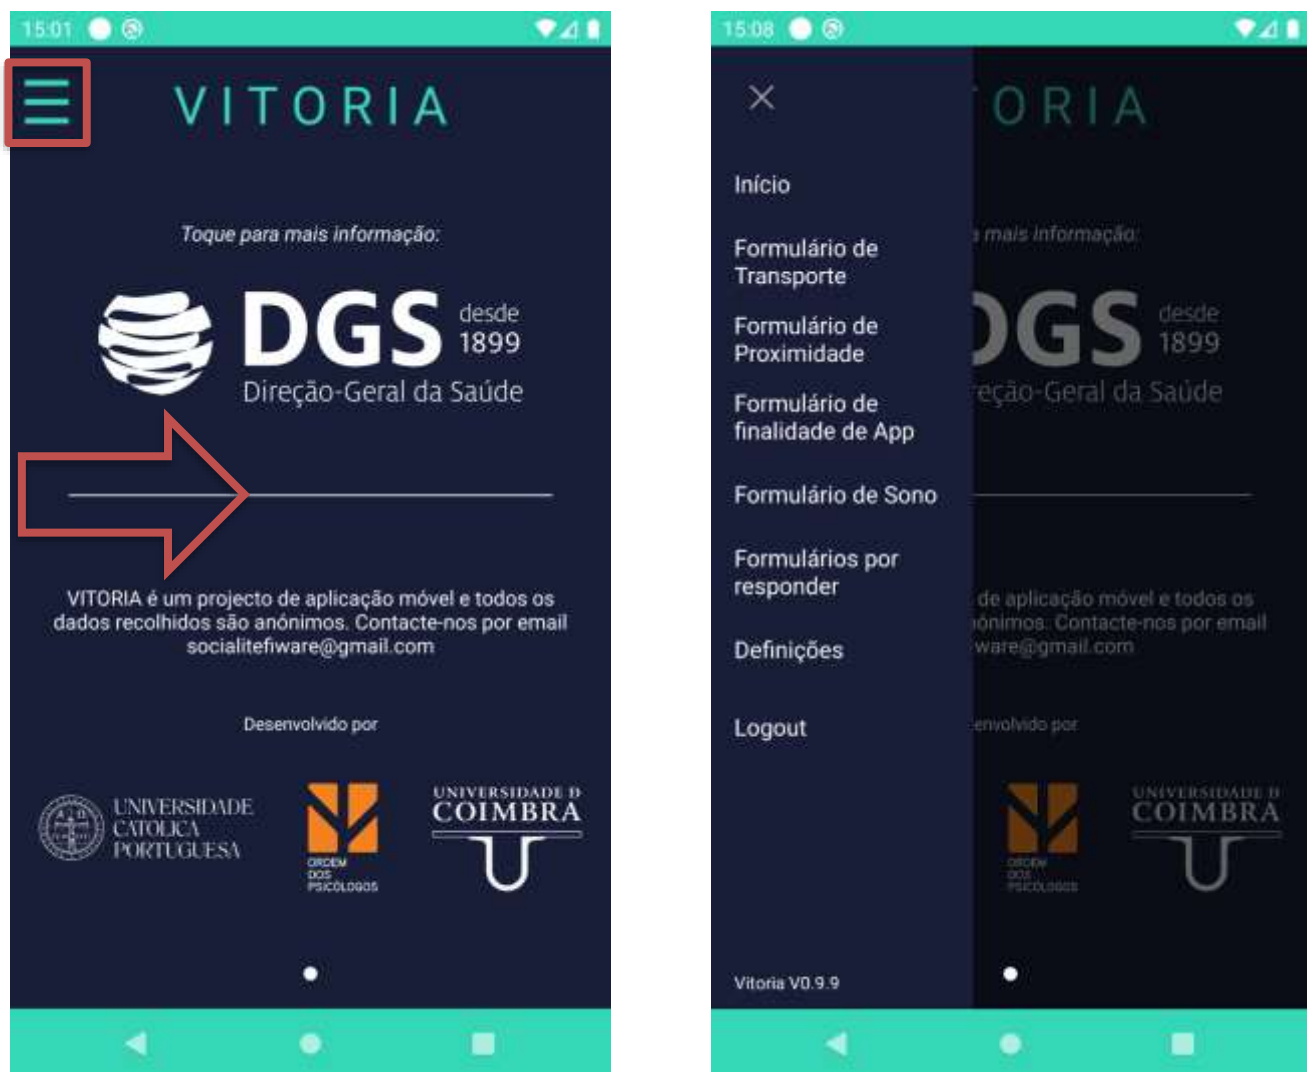 15:01
VITORIA
Toque para mais informação:
DGS desde
1899
Direção-Geral da Saúde
VITORIA é um projecto de aplicação móvel e todos os
dados recolhidos são anónimos. Contacte-nos por email
socialitefiware@gmail.com
Desenvolvido por
UNIVERSIDADE
CATOLICA
PORTUGUESA
ORDEM
DOS
PSICÓLOGOS
UNIVERSIDADE D
COIMBRA
15:08
ORIA
Início
mais informação:
Formulário de
Transporte
Formulário de
Proximidade
DGS desde
1899
reção-Geral da Saúde
Formulário de
finalidade de App
Formulário de Sono
Formulários por
responder
de aplicação móvel e todos os
ónimos. Contacte-nos por email
ware@gmail.com
Definições
Logout
envolvido por
ORDEM
DOS
PSICÓLOGOS
UNIVERSIDADE D
COIMBRA
Vitoria V0.9.9